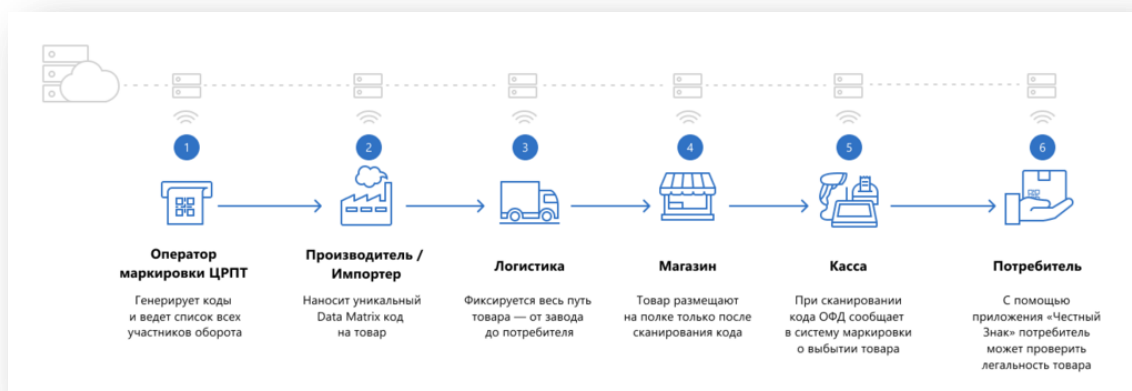 1
2
3
4
5
6
Оператор
маркировки ЦРПТ
Генерирует коды
и ведет список всех
участников оборота
Производитель /
Импортер
Наносит уникальный
Data Matrix код
на товар
Логистика
Фиксируется весь путь
товара — от завода
до потребителя
Магазин
Товар размещают
на полке только после
сканирования кода
Касса
При сканировании
кода ОФД сообщает
в систему маркировки
о выбытии товара
Потребитель
С помощью
приложения «Честный
Знак» потребитель
может проверить
легальность товара